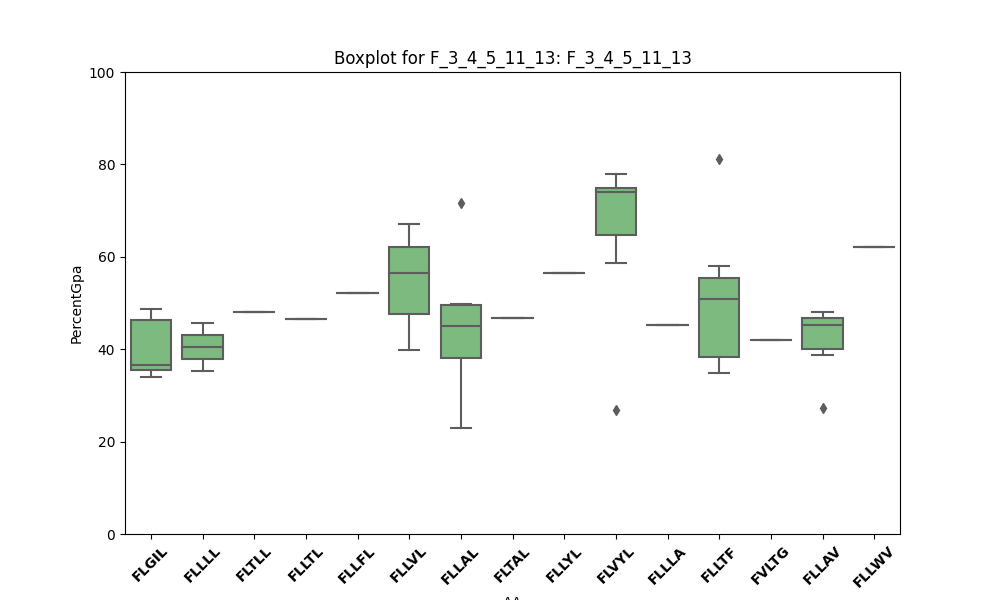 Boxplot for F_3_4_5_11_13: F_3_4_5_11_13
100
80
60
40
20
0
PercentGpa
FLGIL
FLLLL
FLTLL
FLLTL
FLLFL
FLLVL
FLLAL
FLTAL
FLLYL
FLVYL
FLLLA
FLLTF
FVLTG
FLLAV
FLLWV
AA